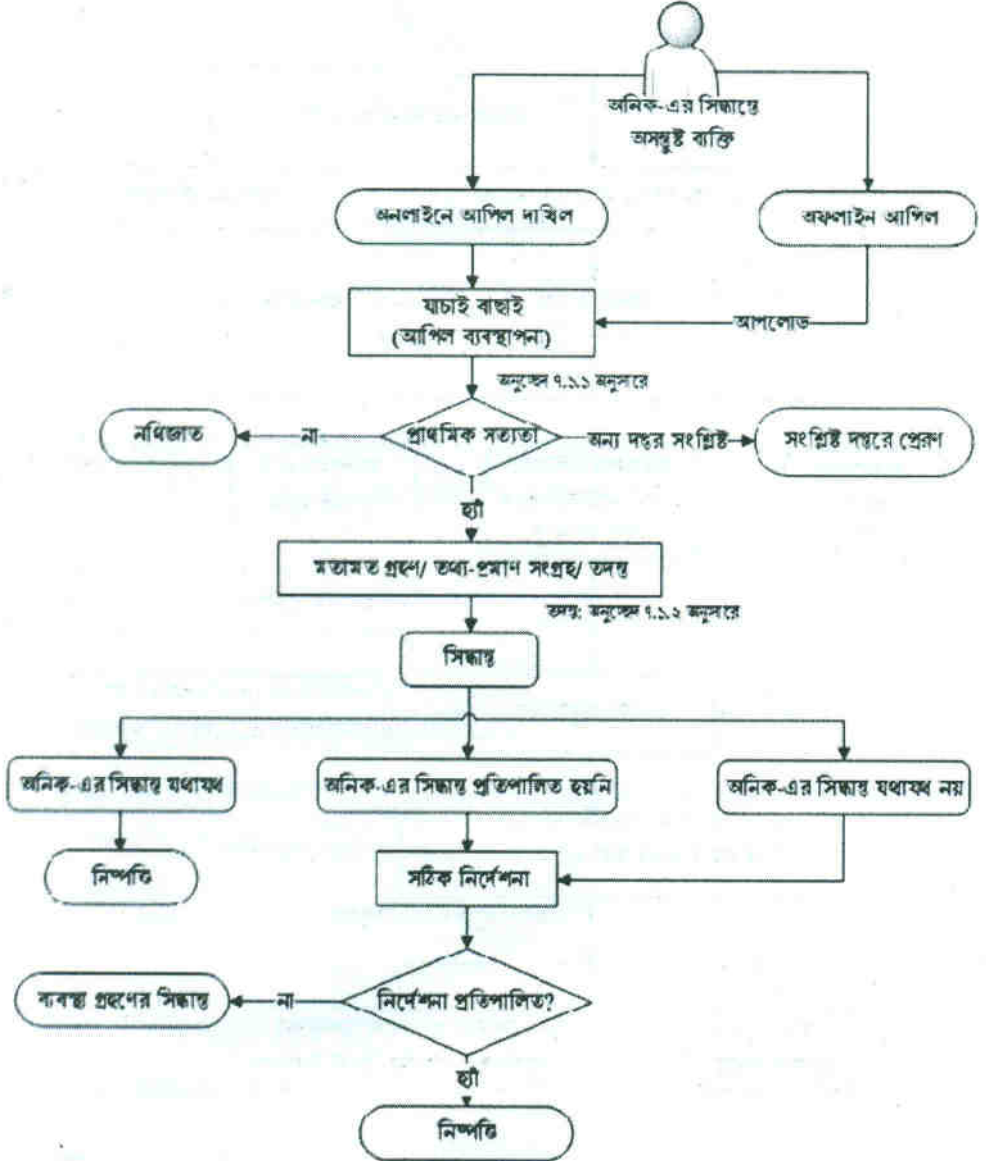 অনিক-এর সিদ্ধান্তে
অসন্তুষ্ট ব্যক্তি
অনলাইনে আপিল দাখিল
অফলাইন আপিল
যাচাই বাছাই
(আপিল ব্যবস্থাপনা)
আপলোড
অনুচ্ছেদ ৭.১.১ অনুসারে
নথিজাত
না
প্রাথমিক সত্যতা
অন্য দপ্তর সংশ্লিষ্ট
সংশ্লিষ্ট দপ্তরে প্রেরণ
হ্যাঁ
মতামত গ্রহণ/ তথ্য-প্রমাণ সংগ্রহ/ তদন্ত
তদন্ত: অনুচ্ছেদ ৭.১.২ অনুসারে
সিদ্ধান্ত
অনিক-এর সিদ্ধান্ত যথাযথ
অনিক-এর সিদ্ধান্ত প্রতিপালিত হয়নি
অনিক-এর সিদ্ধান্ত যথাযথ নয়
নিষ্পত্তি
সঠিক নির্দেশনা
ব্যবস্থা গ্রহণের সিদ্ধান্ত
না
নির্দেশনা প্রতিপালিত?
হ্যাঁ
নিষ্পত্তি